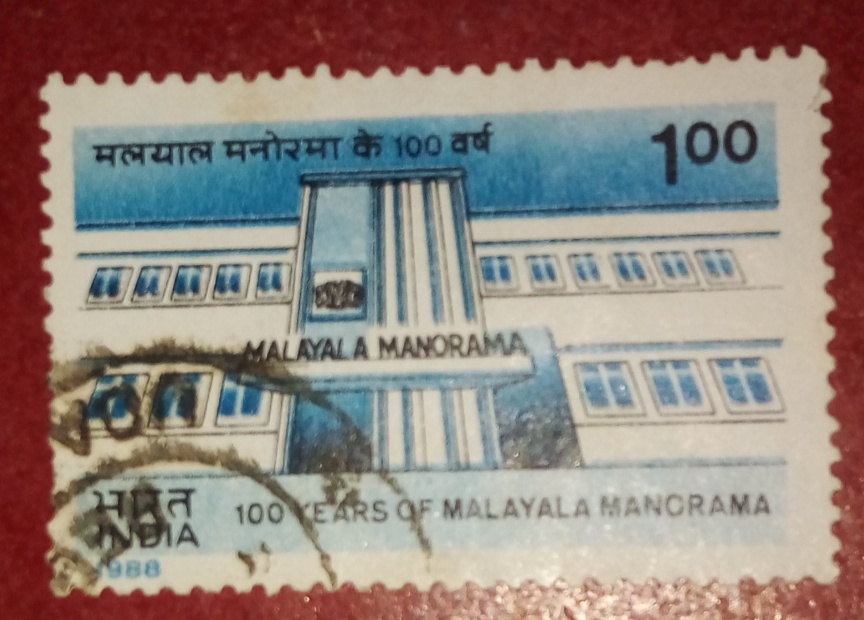 मलयाल मनोरमा के 100 वर्ष
100
MALAYALA MANORAMA
भारत
INDIA
100 YEARS OF MALAYALA MANORAMA
1988